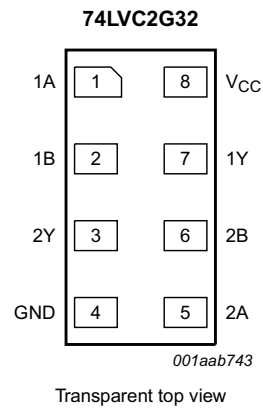 74LVC2G32
1A 1 8 VCC
1B 2 7 1Y
2Y 3 6 2B
GND 4 5 2A
001aab743
Transparent top view